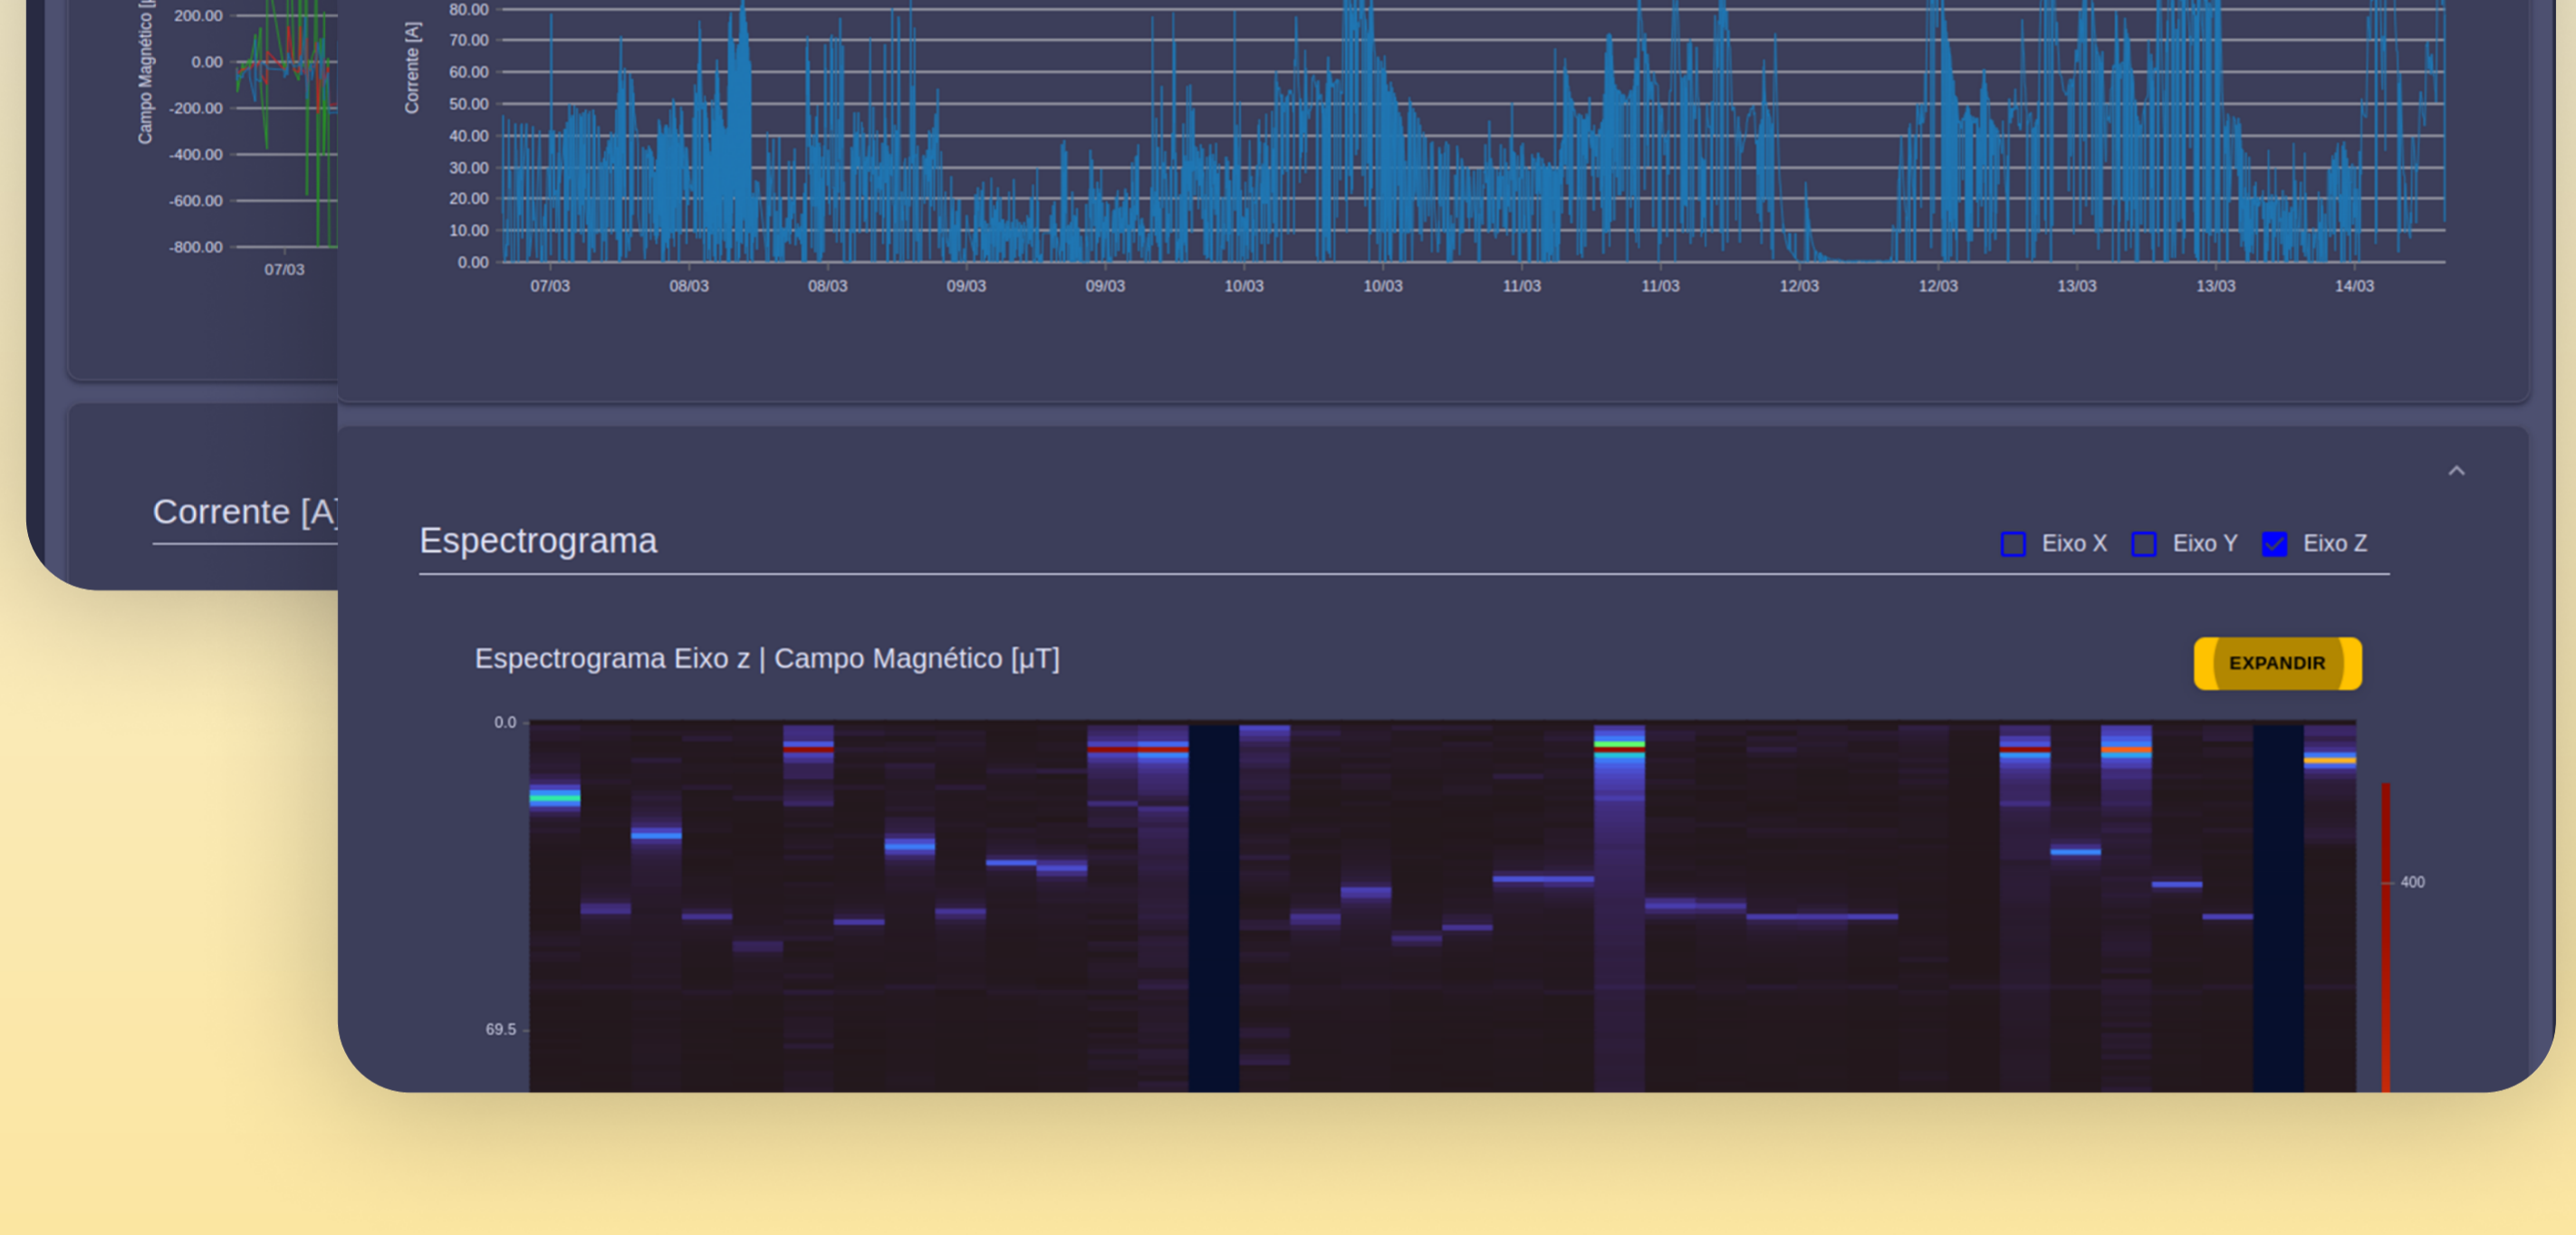 Campo Magnético [
200.00
0.00
-200.00
-400.00
-600.00
-800.00
07/03
Corrente [A]
Corrente [A]
80.00
70.00
60.00
50.00
40.00
30.00
20.00
10.00
0.00
07/03 08/03 08/03 09/03 09/03 10/03 10/03 11/03 11/03 12/03 12/03 13/03 13/03 14/03
Espectrograma
Eixo X Eixo Y Eixo Z
Espectrograma Eixo z | Campo Magnético [μT]
EXPANDIR
0.0
69.5
400